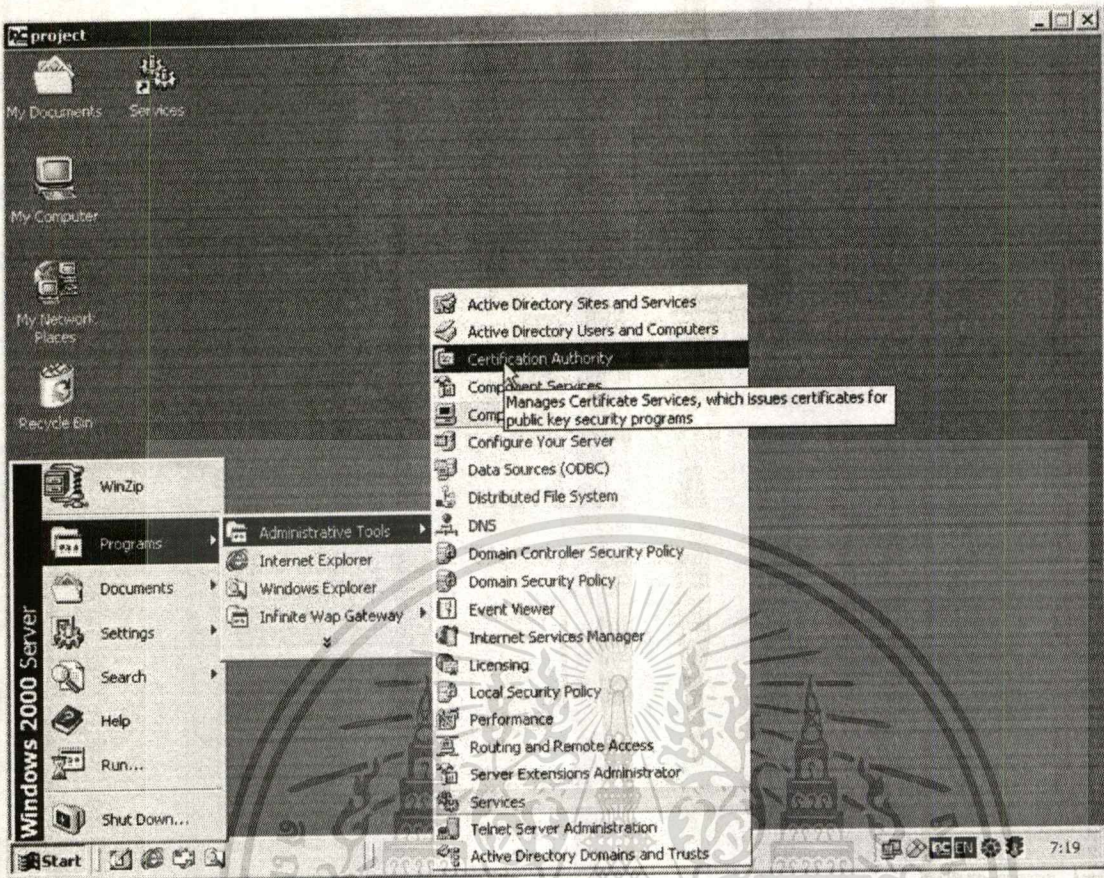 project
My Documents
Services
My Computer
My Network
Places
Recycle Bin
Active Directory Sites and Services
Active Directory Users and Computers
Certification Authority
Component Services
Manages Certificate Services, which issues certificates for
public key security programs
Comp
Configure Your Server
Data Sources (ODBC)
Distributed File System
DNS
Domain Controller Security Policy
Domain Security Policy
Event Viewer
Internet Services Manager
Licensing
Local Security Policy
Performance
Routing and Remote Access
Server Extensions Administrator
Services
Telnet Server Administration
Active Directory Domains and Trusts
Administrative Tools
Internet Explorer
Windows Explorer
Infinite Wap Gateway
WinZip
Programs
Documents
Settings
Search
Help
Run...
Shut Down...
Windows 2000 Server
Start
EN
7:19